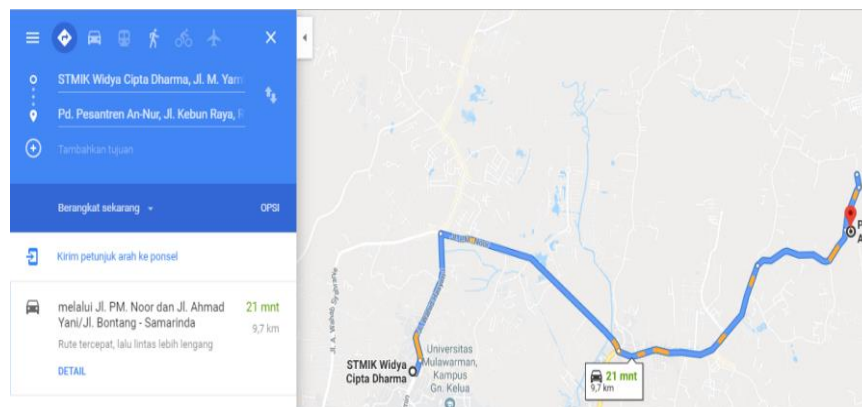 STMIK Widya Cipta Dharma, Jl. M. Yam
Pd. Pesantren An-Nur, Jl. Kebun Raya, R
Tambahkan tujuan
Berangkat sekarang
OPSI
Kirim petunjuk arah ke ponsel
melalui Jl. PM. Noor dan Jl. Ahmad
Yani/Jl. Bontang - Samarinda
21 mnt
9,7 km
Rute tercepat, lalu lintas lebih lengang
DETAIL
Jl. A. Wahab Syahranie
STMIK Widya
Cipta Dharma
Universitas
Mulawarman,
Kampus
Gn. Kelua
21 mnt
9,7 km
P
A